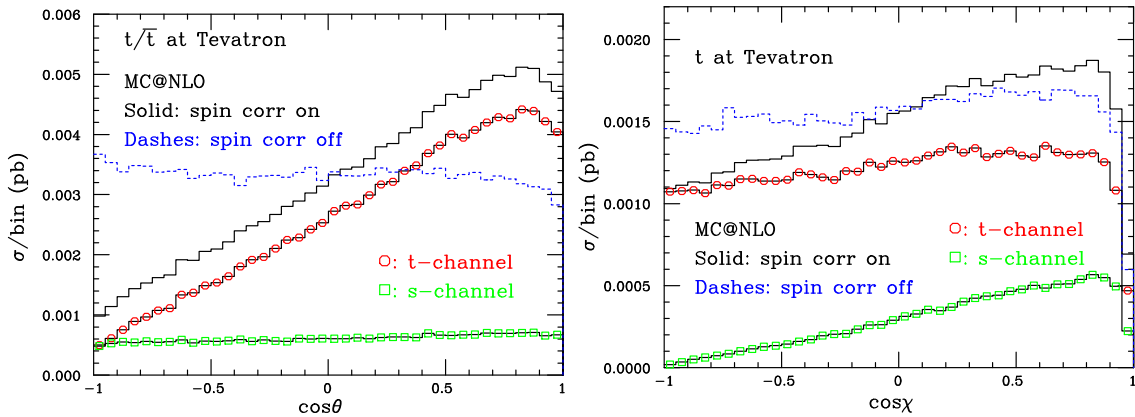 0.006
0.005
0.004
0.003
0.002
0.001
0.000
σ/bin (pb)
t/t̅ at Tevatron
MC@NLO
Solid: spin corr on
Dashes: spin corr off
: t-channel
: s-channel
-1
-0.5
0
0.5
1
cosθ
0.0020
0.0015
0.0010
0.0005
0.0000
σ/bin (pb)
t at Tevatron
MC@NLO
Solid: spin corr on
Dashes: spin corr off
: t-channel
: s-channel
-1
-0.5
0
0.5
1
cosχ